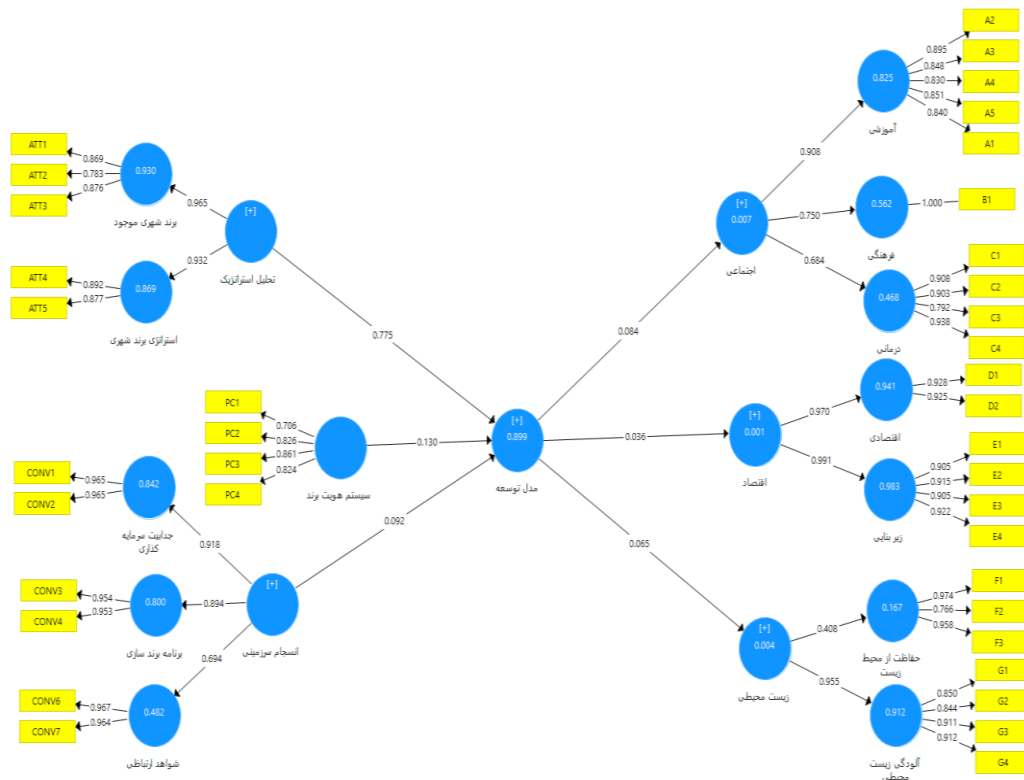 ATT1
ATT2
ATT3
0.869
0.783
0.876
0.930
برند شهری موجود
0.965
ATT4
ATT5
0.892
0.877
0.869
استراتژی برند شهری
0.932
[+]
تحلیل استراتژیک
0.775
PC1
PC2
PC3
PC4
0.706
0.826
0.861
0.824
سیستم هویت برند
0.130
CONV1
CONV2
0.965
0.965
0.842
جذابیت سرمایه
گذاری
0.918
CONV3
CONV4
0.954
0.953
0.800
برنامه برند سازی
0.894
CONV6
CONV7
0.967
0.964
0.482
شواهد ارتباطی
0.694
[+]
انسجام سرزمینی
0.092
[+]
0.899
مدل توسعه
0.084
0.036
0.065
[+]
0.007
اجتماعی
0.908
0.750
0.684
0.825
آموزشی
0.895
0.848
0.830
0.851
0.840
A2
A3
A4
A5
A1
0.562
فرهنگی
1.000
B1
0.468
درمانی
0.908
0.903
0.792
0.938
C1
C2
C3
C4
[+]
0.001
اقتصاد
0.970
0.991
0.941
اقتصادی
0.928
0.925
D1
D2
0.983
زیر بنایی
0.905
0.915
0.905
0.922
E1
E2
E3
E4
[+]
0.004
زیست محیطی
0.408
0.955
0.167
حفاظت از محیط
زیست
0.974
0.766
0.958
F1
F2
F3
0.912
آلودگی زیست
محیطی
0.850
0.844
0.911
0.912
G1
G2
G3
G4